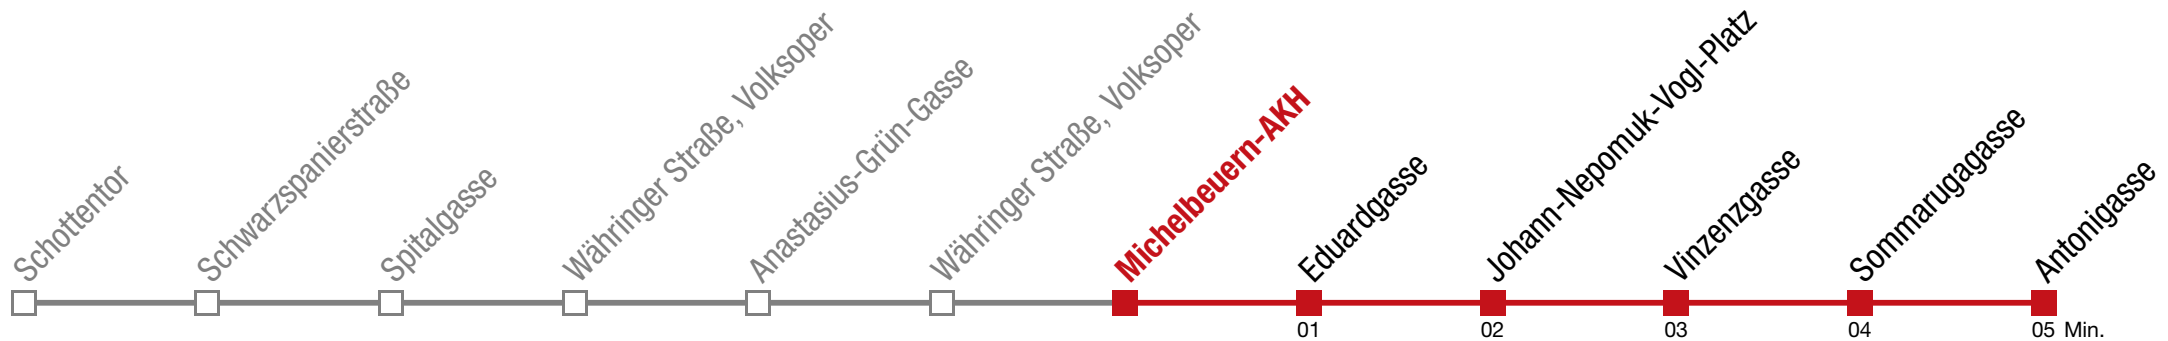 Schottentor
Schwarzspanierstraße
Spitalgasse
Währinger Straße, Volksoper
Anastasius-Grün-Gasse
Währinger Straße, Volksoper
Michelbeuern-AKH
Eduardgasse
Johann-Nepomuk-Vogl-Platz
Vinzenzgasse
Sommarugagasse
Antonigasse
01 02 03 04 05 Min.